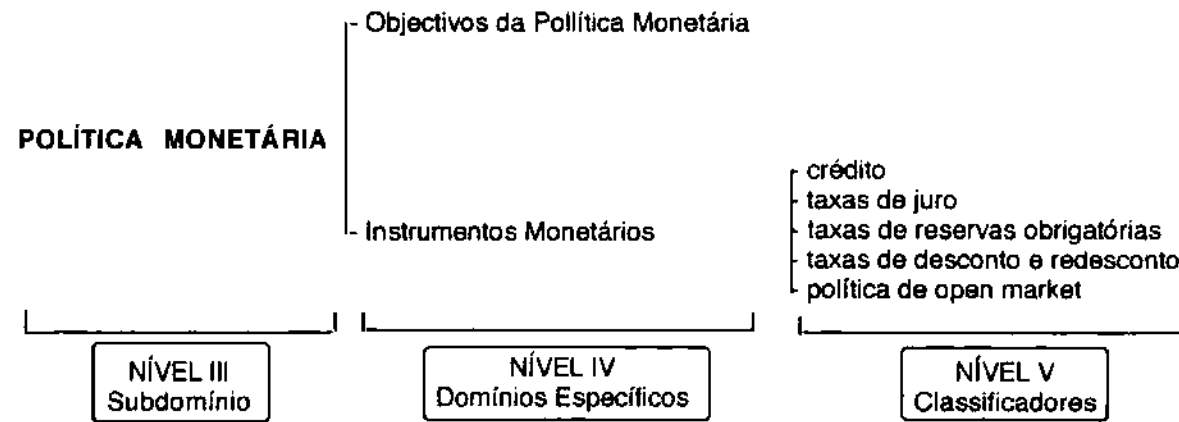 Objectivos da Pollítica Monetária
POLÍTICA MONETÁRIA
Instrumentos Monetários
crédito
taxas de juro
taxas de reservas obrigatórias
taxas de desconto e redesconto
política de open market
NÍVEL III
Subdomínio
NÍVEL IV
Domínios Específicos
NÍVEL V
Classificadores